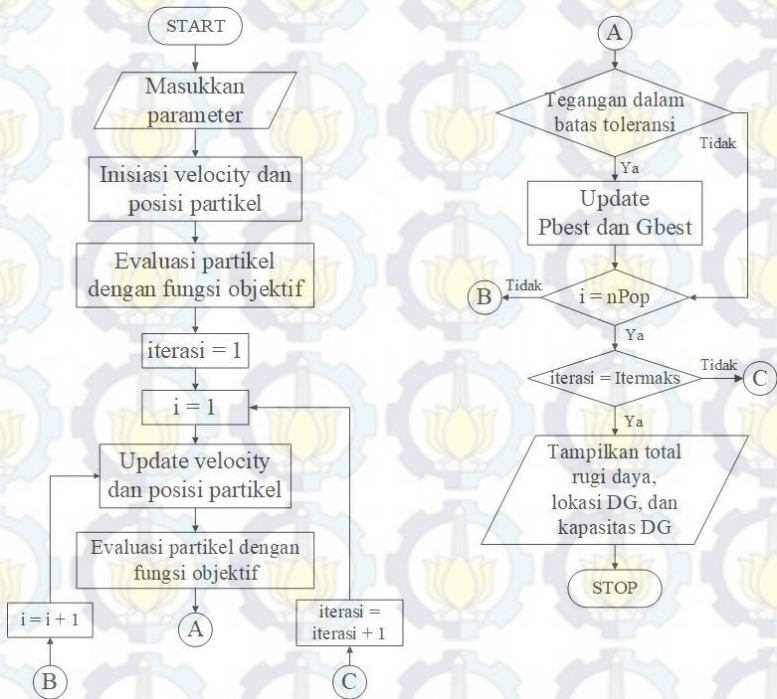 START
Masukkan
parameter
Inisiasi velocity dan
posisi partikel
Evaluasi partikel
dengan fungsi objektif
iterasi = 1
i = 1
Update velocity
dan posisi partikel
Evaluasi partikel dengan
fungsi objektif
A
i = i + 1
B
iterasi =
iterasi + 1
C
A
Tegangan dalam
batas toleransi
Tidak
Ya
Update
Pbest dan Gbest
i = nPop
Tidak
B
Ya
iterasi = Itermaks
Tidak
C
Ya
Tampilkan total
rugi daya,
lokasi DG, dan
kapasitas DG
STOP